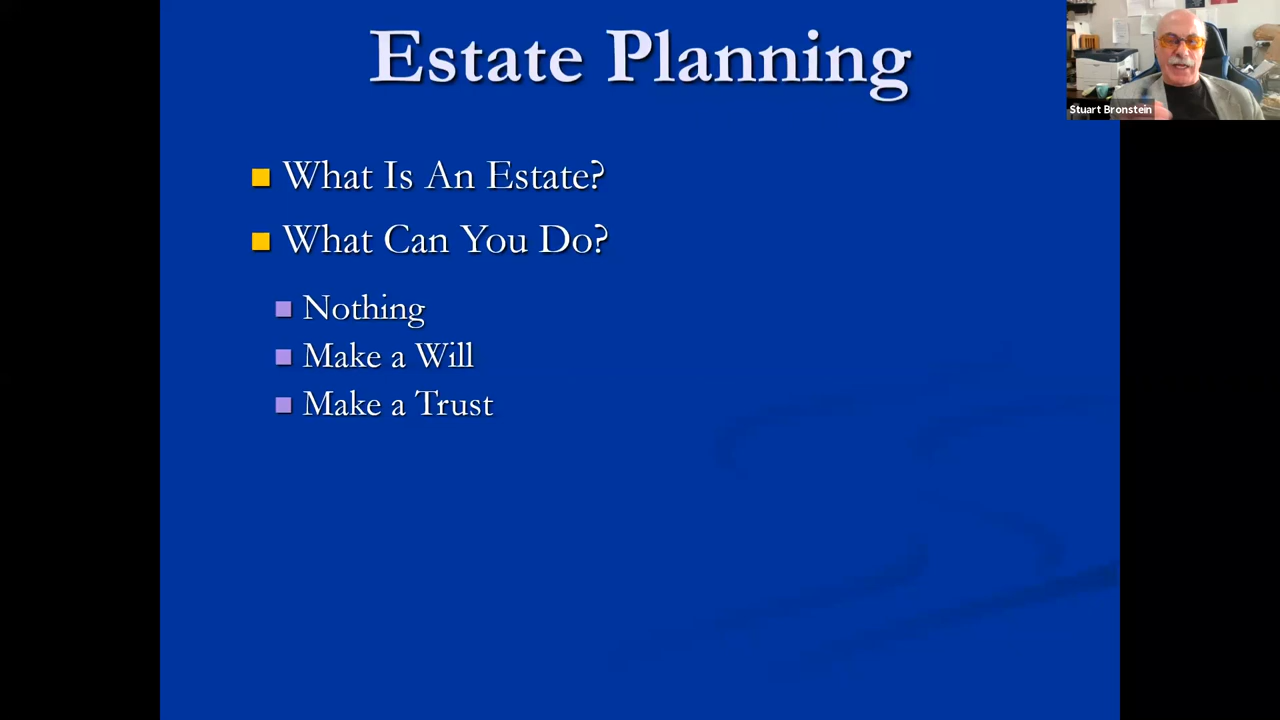 Estate Planning
Stuart Bronstein
What Is An Estate?
What Can You Do?
Nothing
Make a Will
Make a Trust